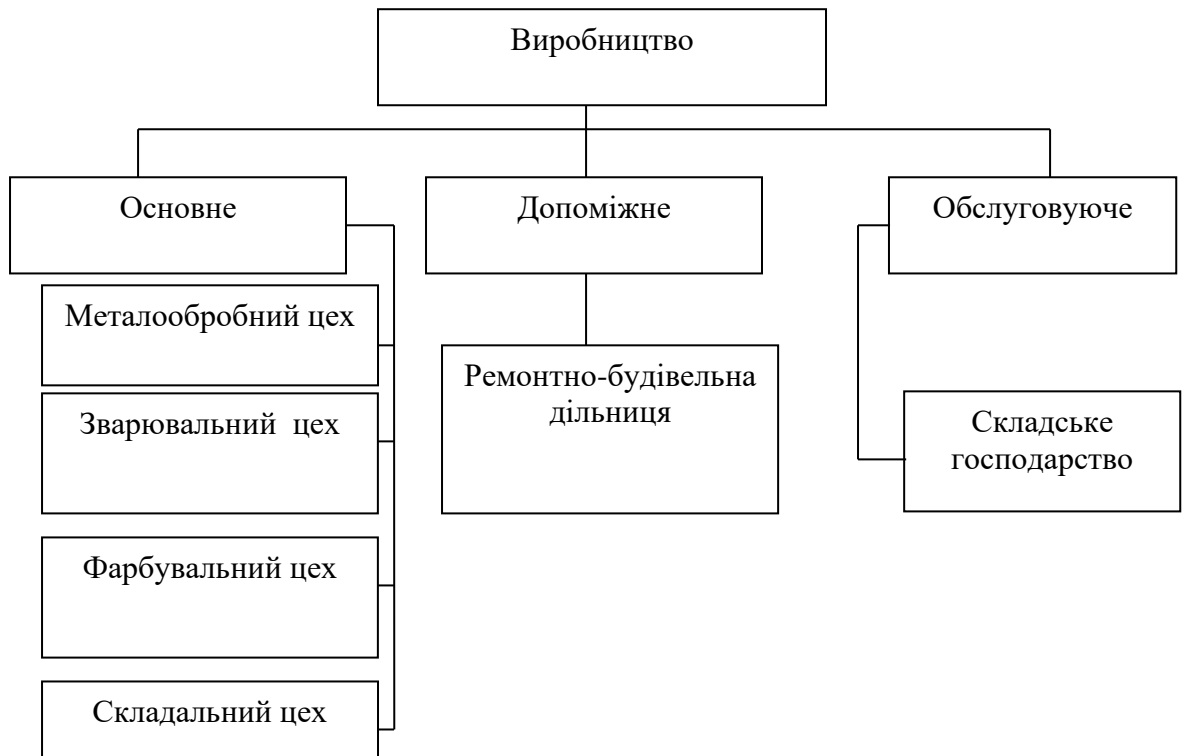 Виробництво
Основне
Допоміжне
Обслуговуюче
Металообробний цех
Зварювальний цех
Фарбувальний цех
Складальний цех
Ремонтно-будівельна
дільниця
Складське
господарство